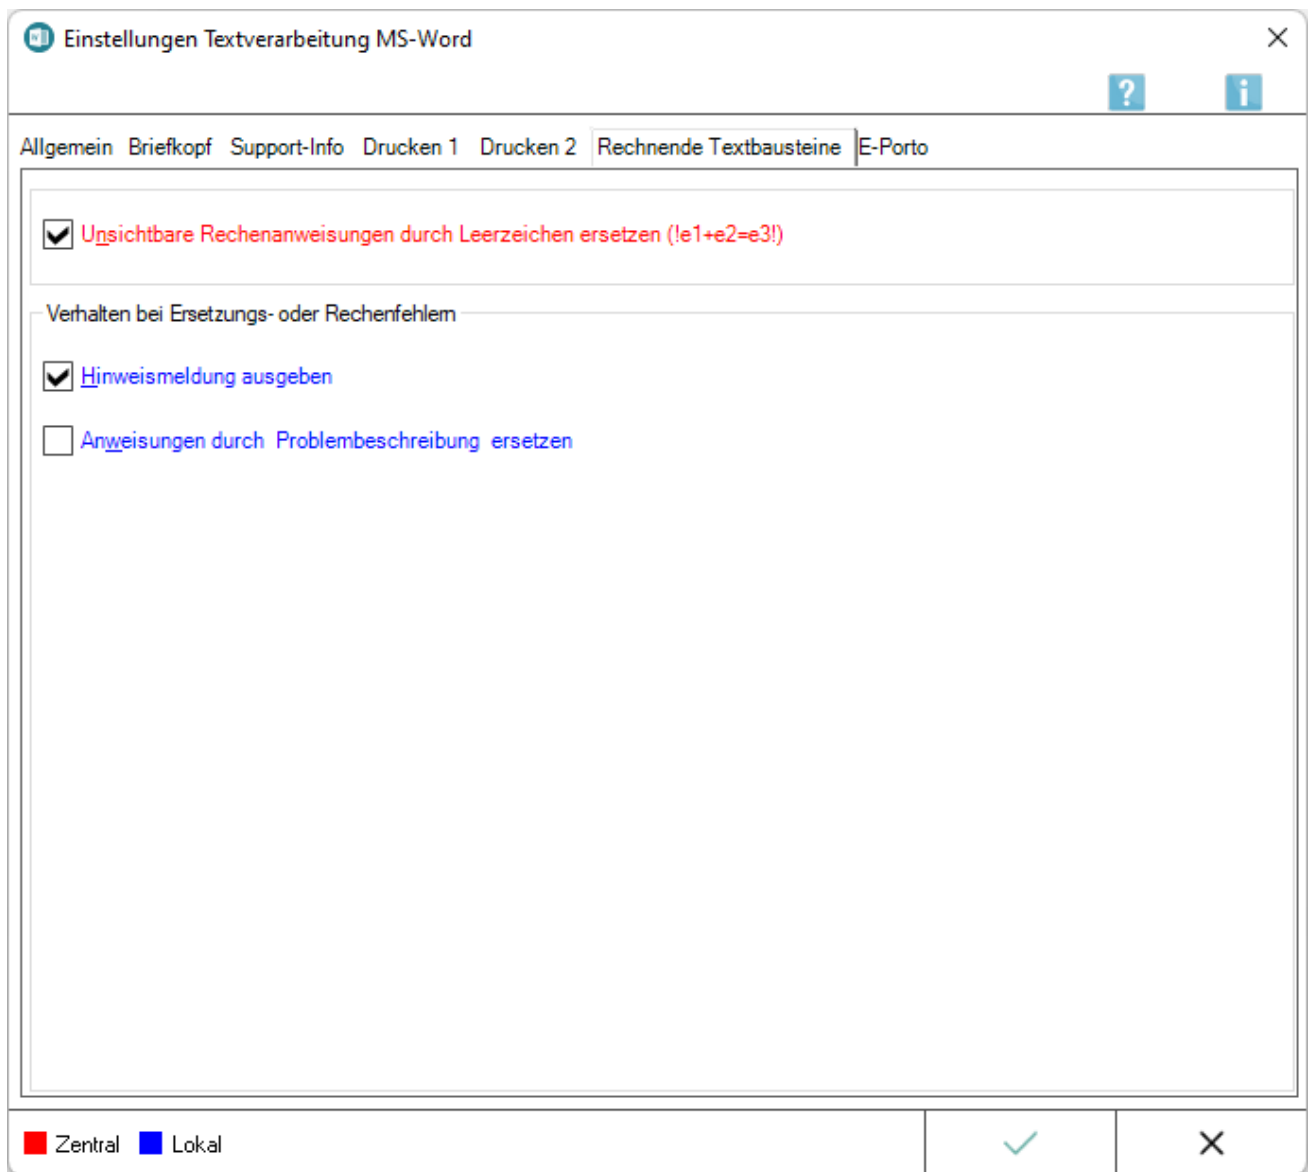 Einstellungen Textverarbeitung MS-Word
? i
Allgemein Briefkopf Support-Info Drucken 1 Drucken 2 Rechnende Textbausteine E-Porto
Unsichtbare Rechenanweisungen durch Leerzeichen ersetzen (!e1+e2=e3!)
Verhalten bei Ersetzungs- oder Rechenfehlern
Hinweismeldung ausgeben
Anweisungen durch Problembeschreibung ersetzen
Zentral Lokal